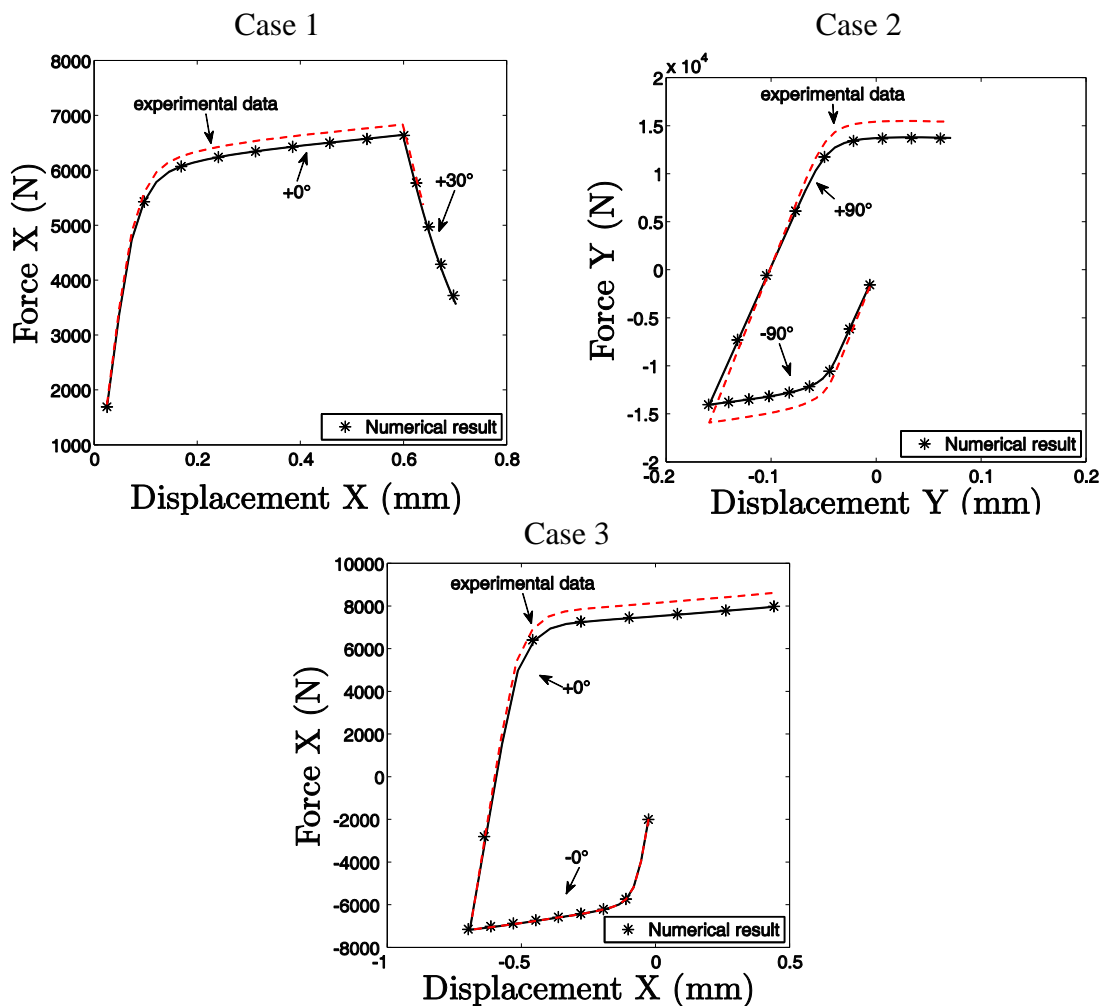 Case 1
8000
7000
6000
5000
4000
3000
2000
1000
Force X (N)
experimental data
+0°
+30°
Numerical result
0
0.2
0.4
0.6
0.8
Displacement X (mm)
Case 2
x 10⁴
2
1.5
1
0.5
0
-0.5
-1
-1.5
-2
Force Y (N)
experimental data
+90°
-90°
Numerical result
-0.2
-0.1
0
0.1
0.2
Displacement Y (mm)
Case 3
10000
8000
6000
4000
2000
0
-2000
-4000
-6000
-8000
Force X (N)
experimental data
+0°
-0°
Numerical result
-1
-0.5
0
0.5
Displacement X (mm)